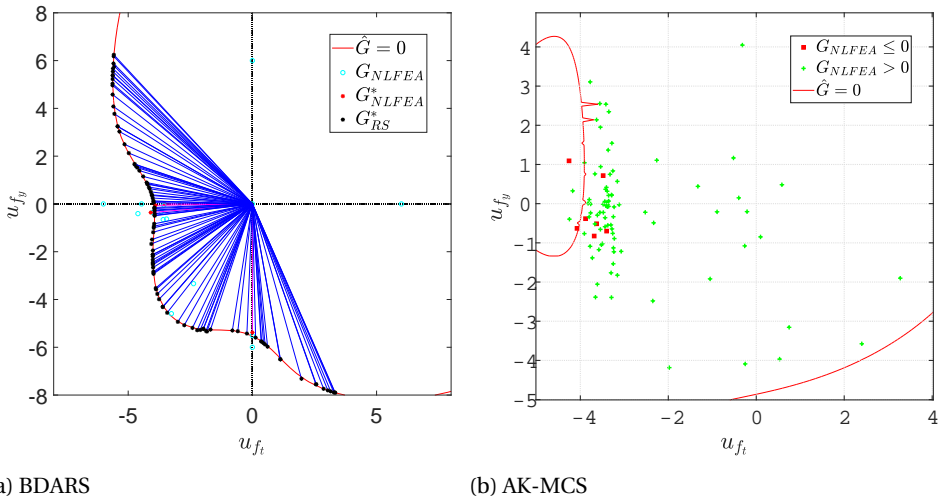 8
6
4
2
0
-2
-4
-6
-8
-5
0
5
u_{f_y}
u_{f_t}
Ĝ = 0
G_{NLFEA}
G*_{NLFEA}
G*_{RS}
4
3
2
1
0
-1
-2
-3
-4
-5
-4
-2
0
2
4
u_{f_y}
u_{f_t}
G_{NLFEA} ≤ 0
G_{NLFEA} > 0
Ĝ = 0
a) BDARS
(b) AK-MCS